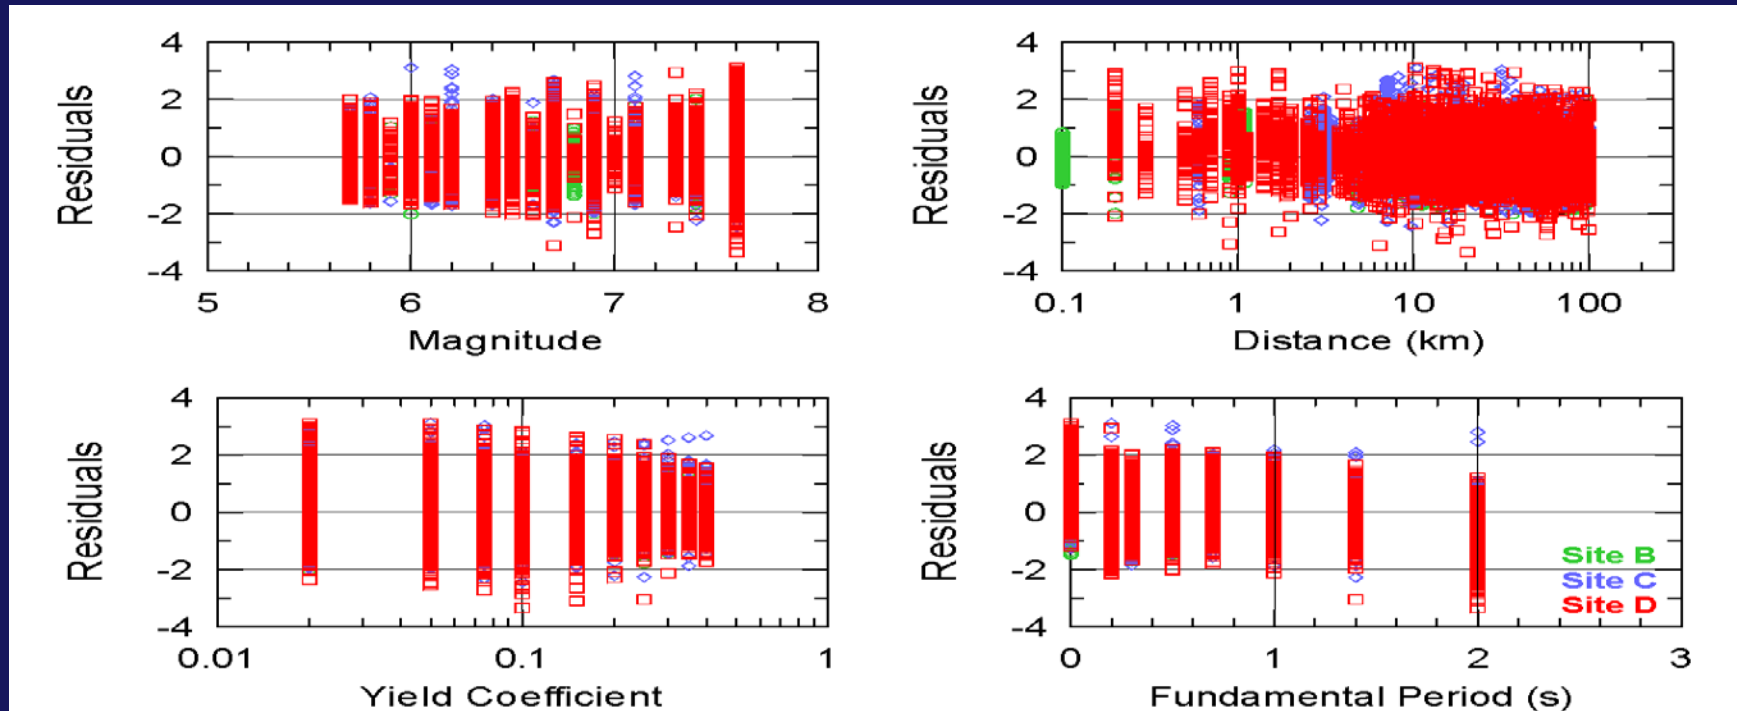 Residuals
4
2
0
-2
-4
5 6 7 8
Magnitude
Residuals
4
2
0
-2
-4
0.1 1 10 100
Distance (km)
Residuals
4
2
0
-2
-4
0.01 0.1 1
Yield Coefficient
Residuals
4
2
0
-2
-4
Site B
Site C
Site D
0 1 2 3
Fundamental Period (s)